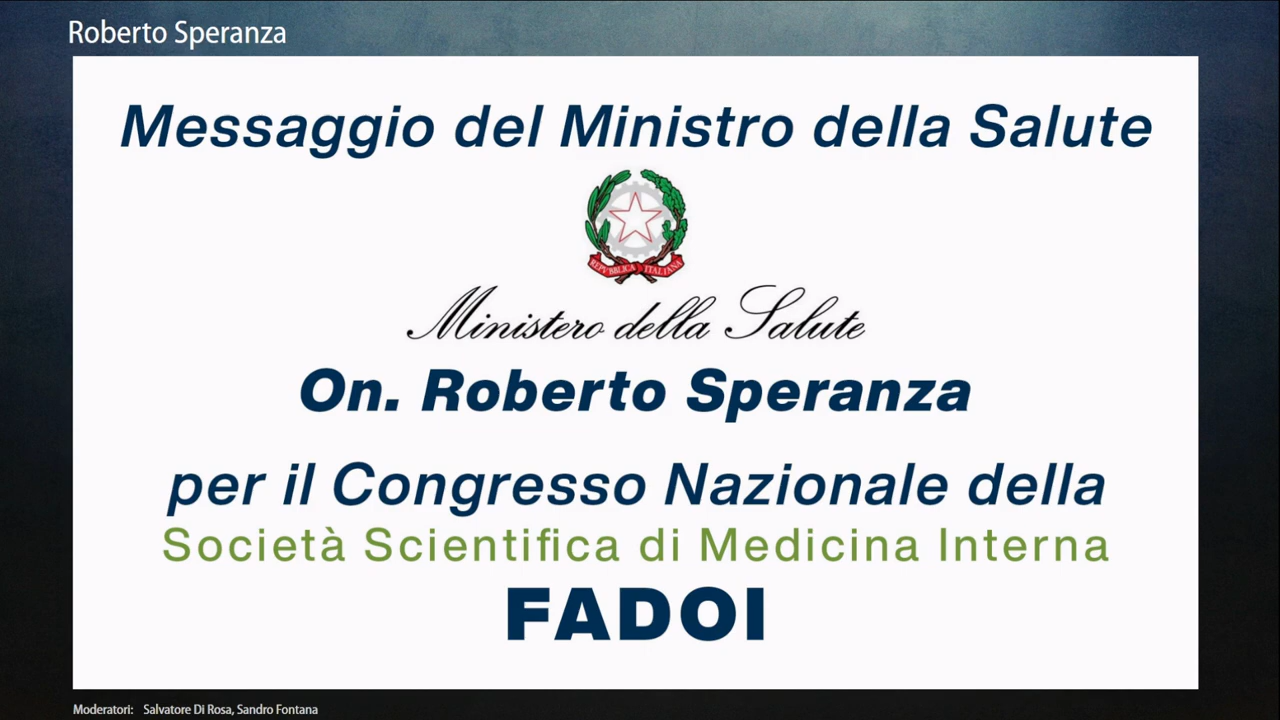 Roberto Speranza
Messaggio del Ministro della Salute
REPVBBLICA ITALIANA
Ministero della Salute
On. Roberto Speranza
per il Congresso Nazionale della
Società Scientifica di Medicina Interna
FADOI
Moderatori: Salvatore Di Rosa, Sandro Fontana